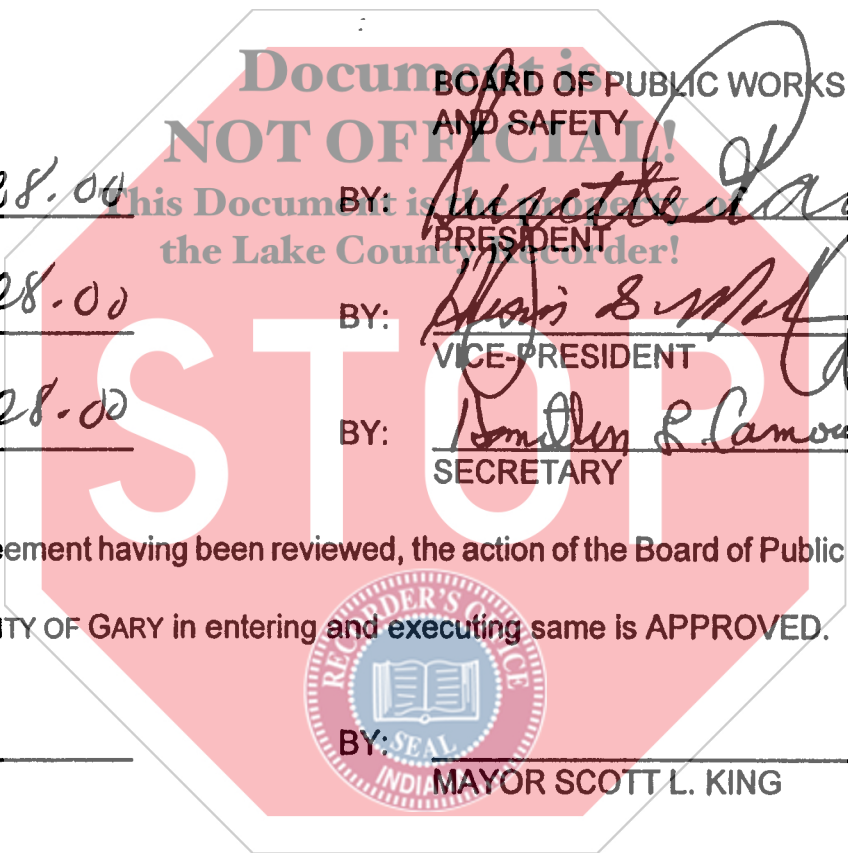 Document is
NOT OFFICIAL!
This Document is the property of
the Lake County Recorder!
STOP
BOARD OF PUBLIC WORKS
AND SAFETY
28.00 BY:
PRESIDENT
28.00 BY:
VICE-PRESIDENT
28.00 BY:
SECRETARY
eement having been reviewed, the action of the Board of Public
ITY OF GARY in entering and executing same is APPROVED.
RECORDER'S OFFICE
SEAL
INDIANA
BY:
MAYOR SCOTT L. KING